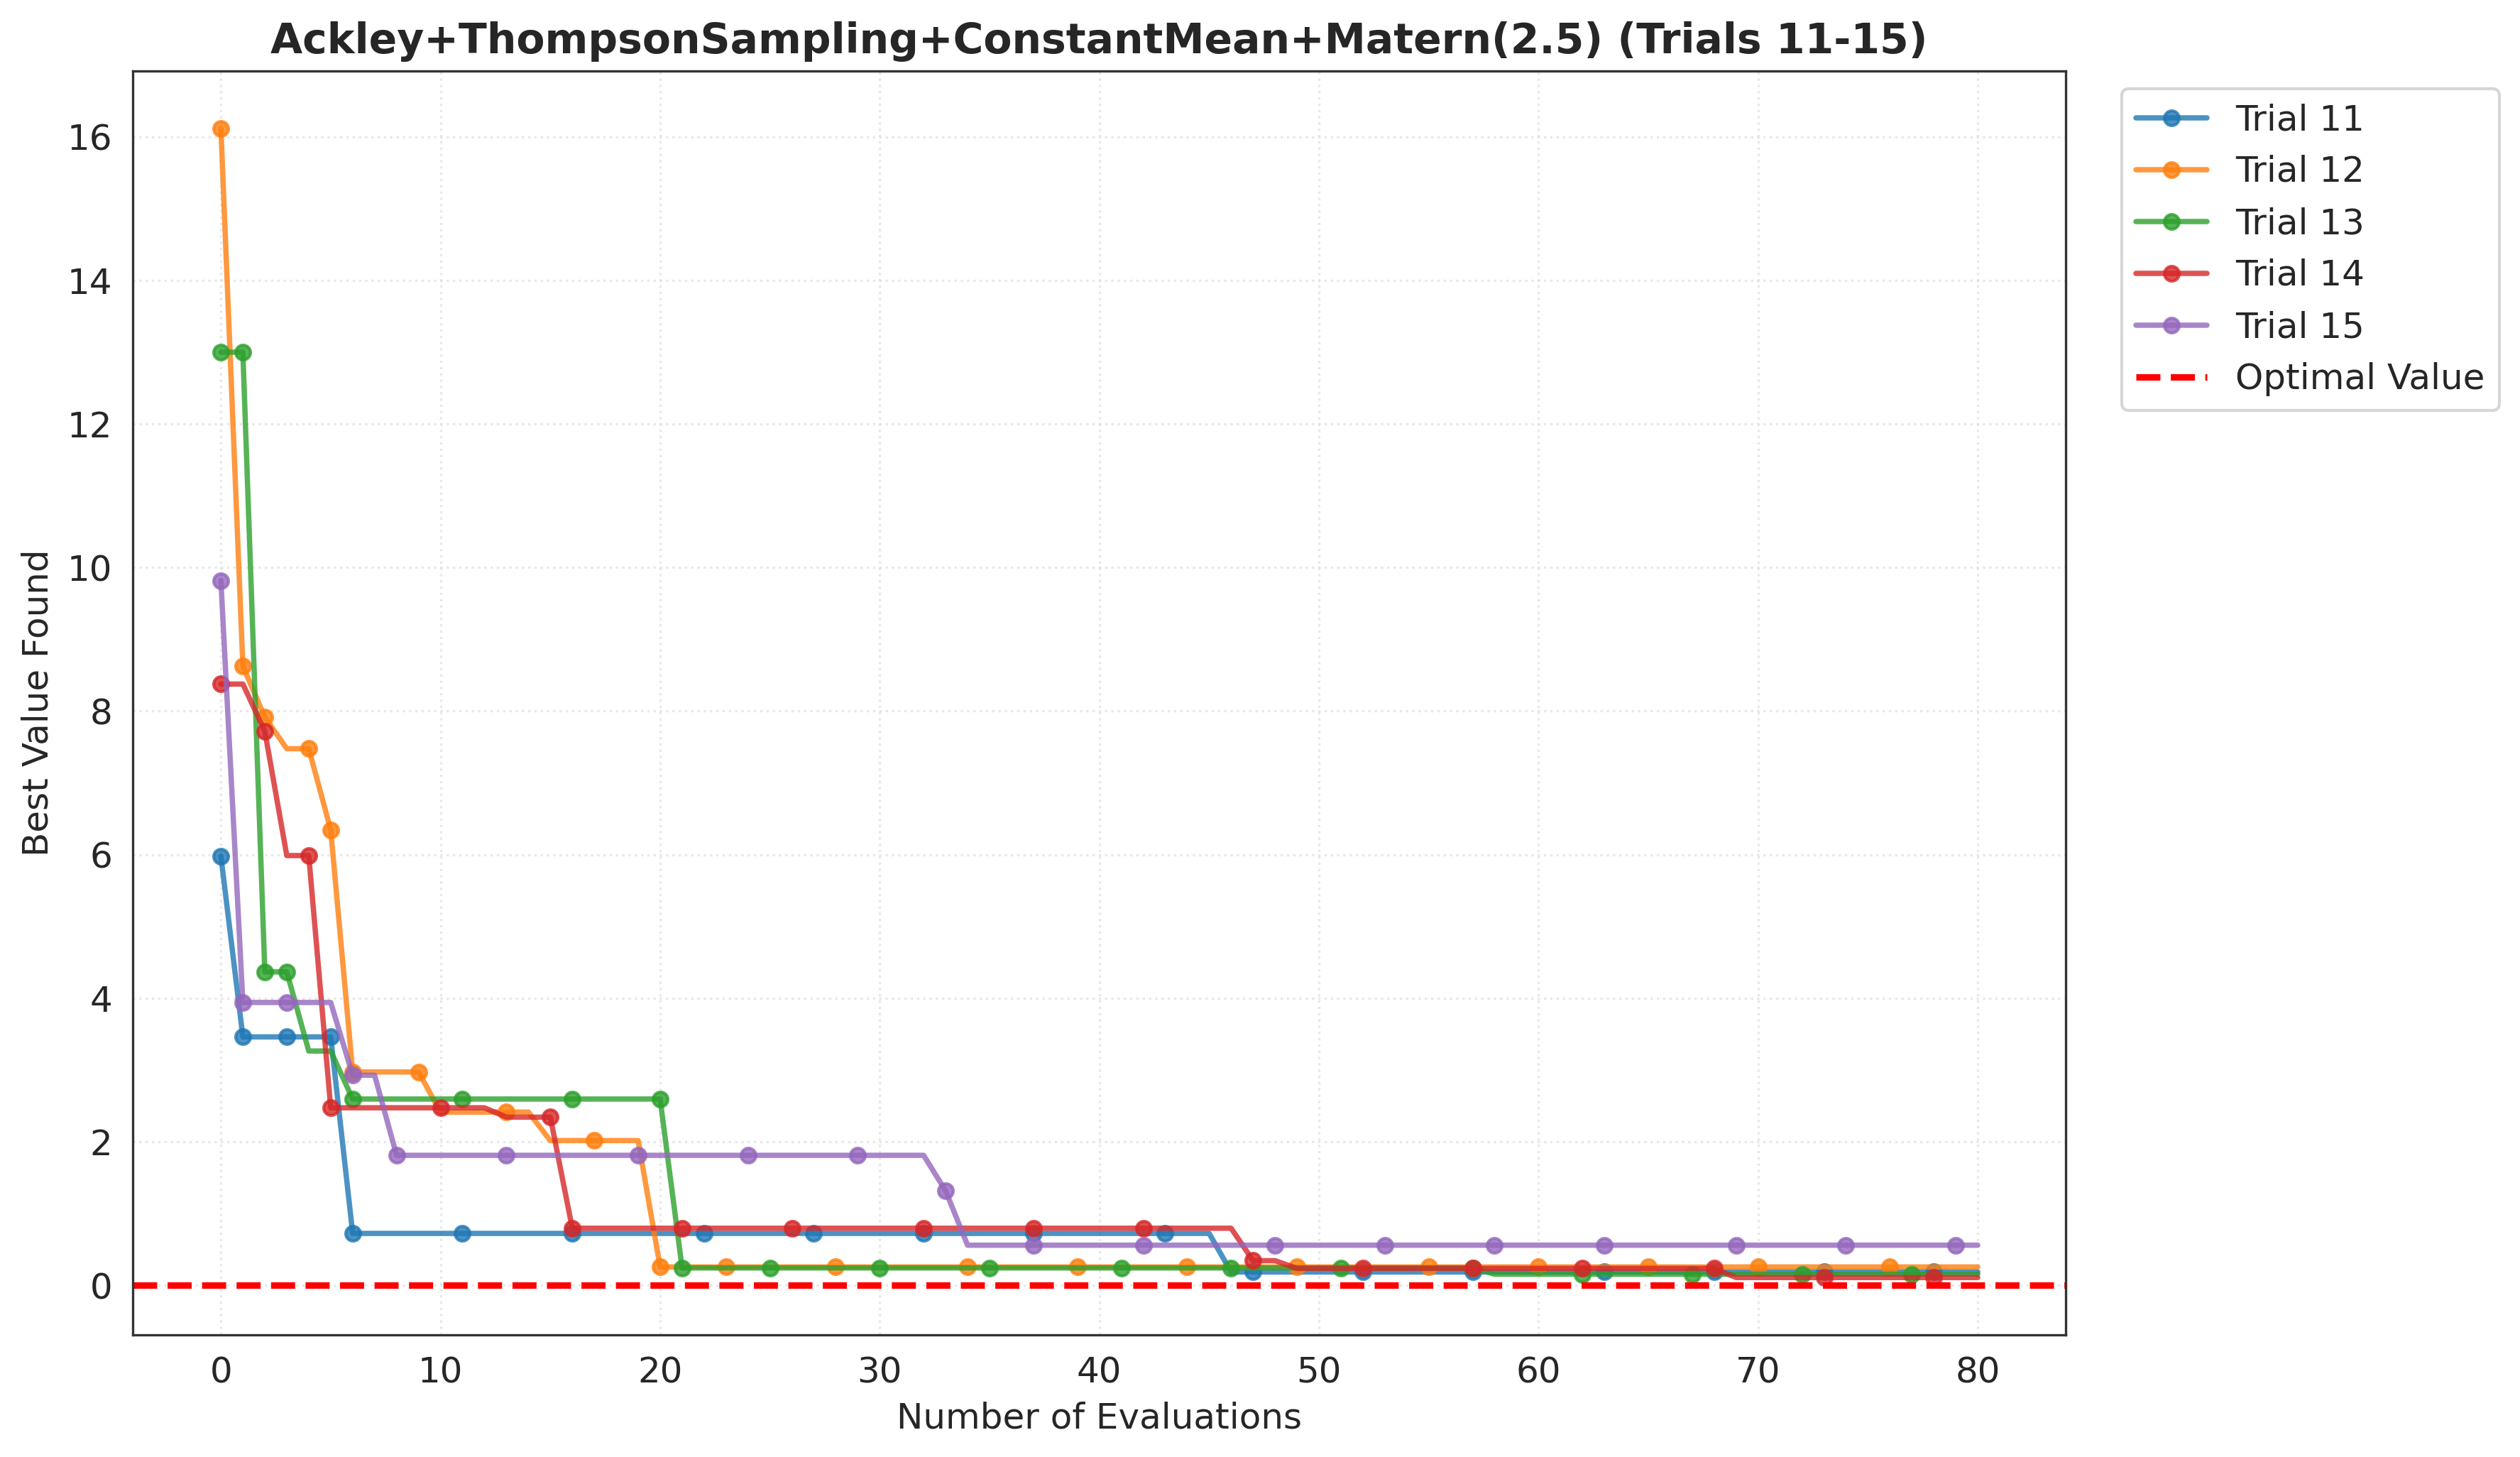 Ackley+ThompsonSampling+ConstantMean+Matern(2.5) (Trials 11-15)
Best Value Found
16
14
12
10
8
6
4
2
0
0 10 20 30 40 50 60 70 80
Number of Evaluations
Trial 11
Trial 12
Trial 13
Trial 14
Trial 15
Optimal Value